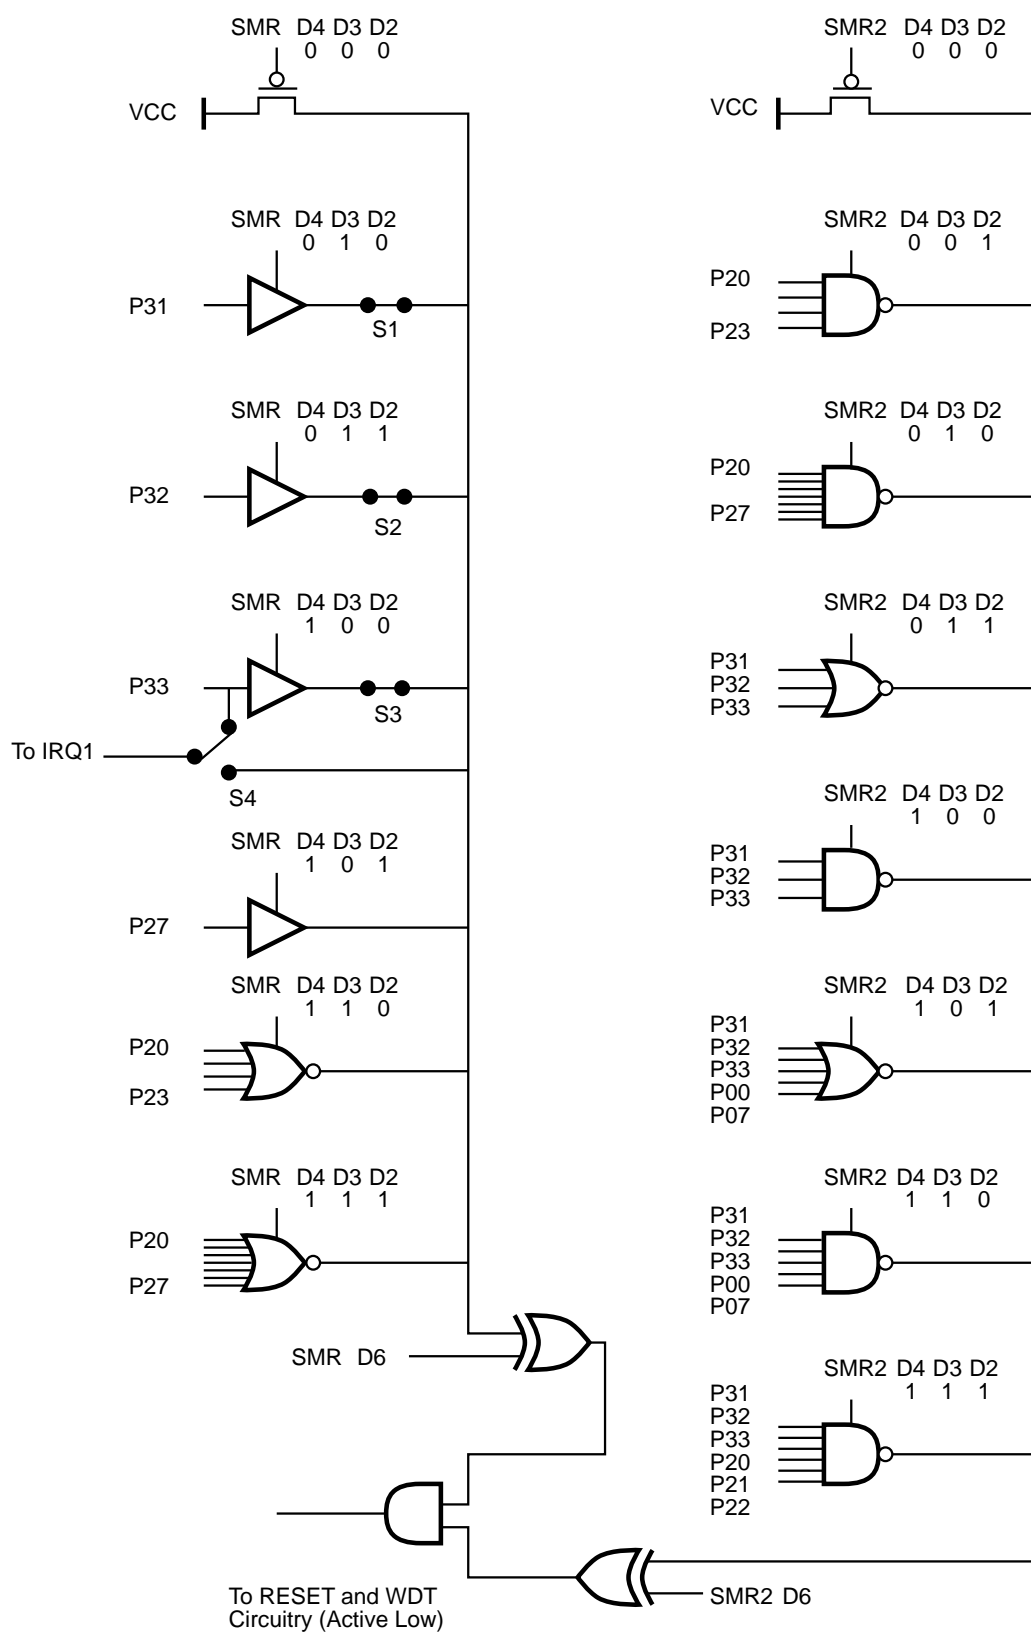 SMR D4 D3 D2
0 0 0
VCC
SMR D4 D3 D2
0 1 0
P31
S1
SMR D4 D3 D2
0 1 1
P32
S2
SMR D4 D3 D2
1 0 0
P33
S3
To IRQ1
S4
SMR D4 D3 D2
1 0 1
P27
SMR D4 D3 D2
1 1 0
P20
P23
SMR D4 D3 D2
1 1 1
P20
P27
SMR D6
To RESET and WDT
Circuitry (Active Low)
SMR2 D4 D3 D2
0 0 0
VCC
SMR2 D4 D3 D2
0 0 1
P20
P23
SMR2 D4 D3 D2
0 1 0
P20
P27
SMR2 D4 D3 D2
0 1 1
P31
P32
P33
SMR2 D4 D3 D2
1 0 0
P31
P32
P33
SMR2 D4 D3 D2
1 0 1
P31
P32
P33
P00
P07
SMR2 D4 D3 D2
1 1 0
P31
P32
P33
P00
P07
SMR2 D4 D3 D2
1 1 1
P31
P32
P33
P20
P21
P22
SMR2 D6